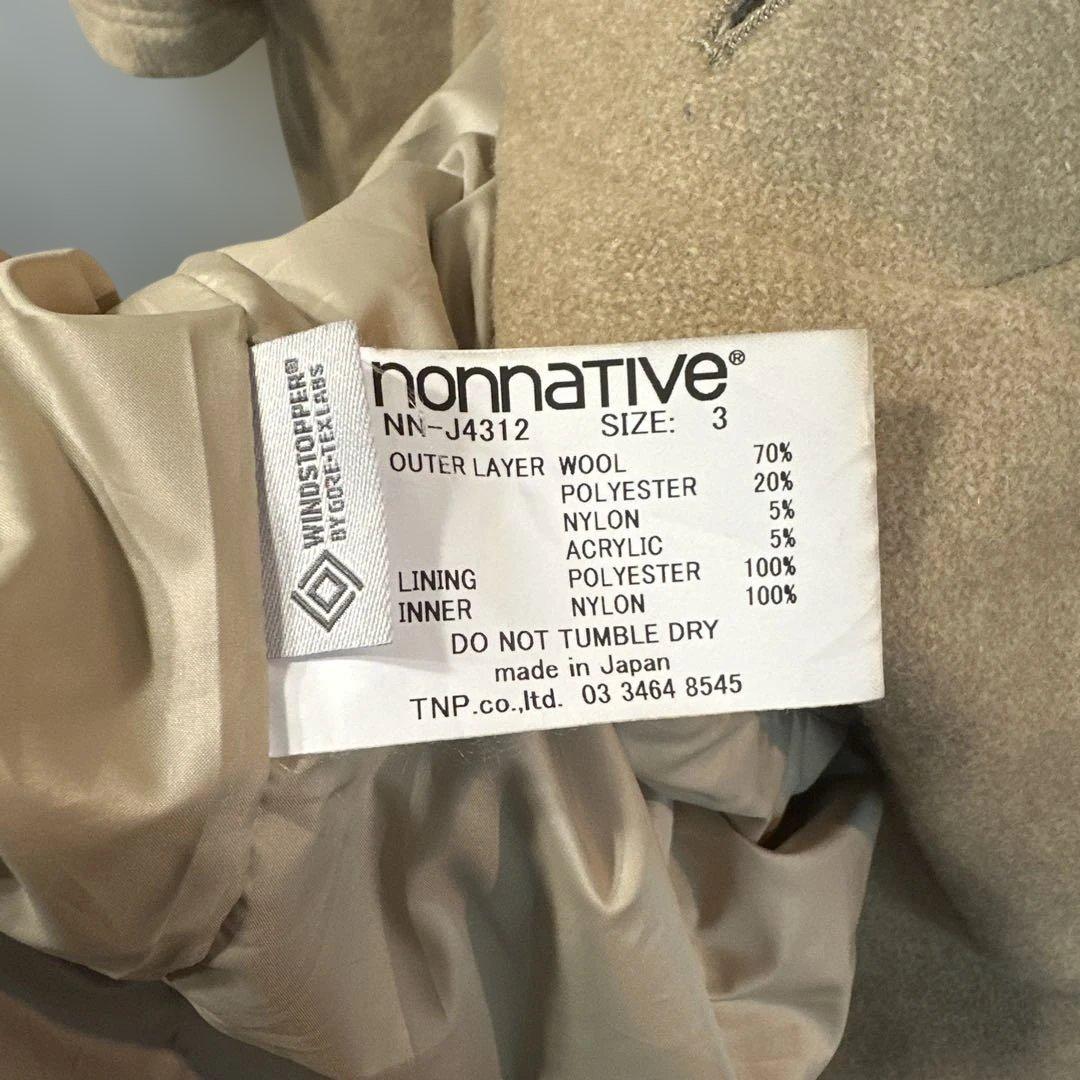 WINDSTOPPER®
BY GORE-TEX LABS
nonnative®
NN-J4312 SIZE: 3
OUTER LAYER WOOL 70%
POLYESTER 20%
NYLON 5%
ACRYLIC 5%
LINING POLYESTER 100%
INNER NYLON 100%
DO NOT TUMBLE DRY
made in Japan
TNP.co.,ltd. 03 3464 8545